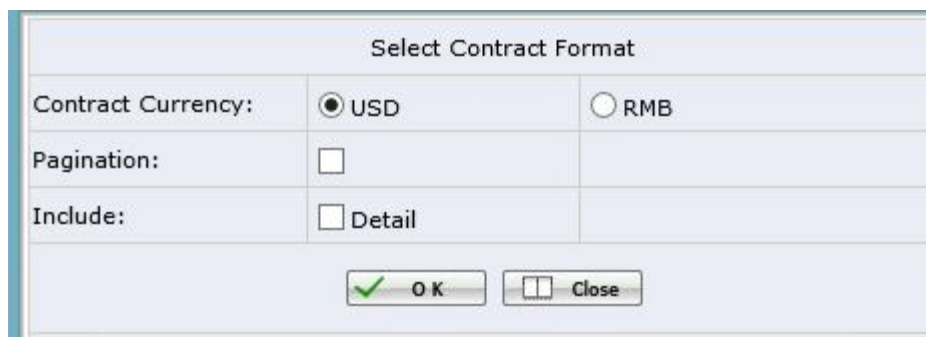 Select Contract Format
Contract Currency: USD RMB
Pagination:
Include: Detail
O K Close